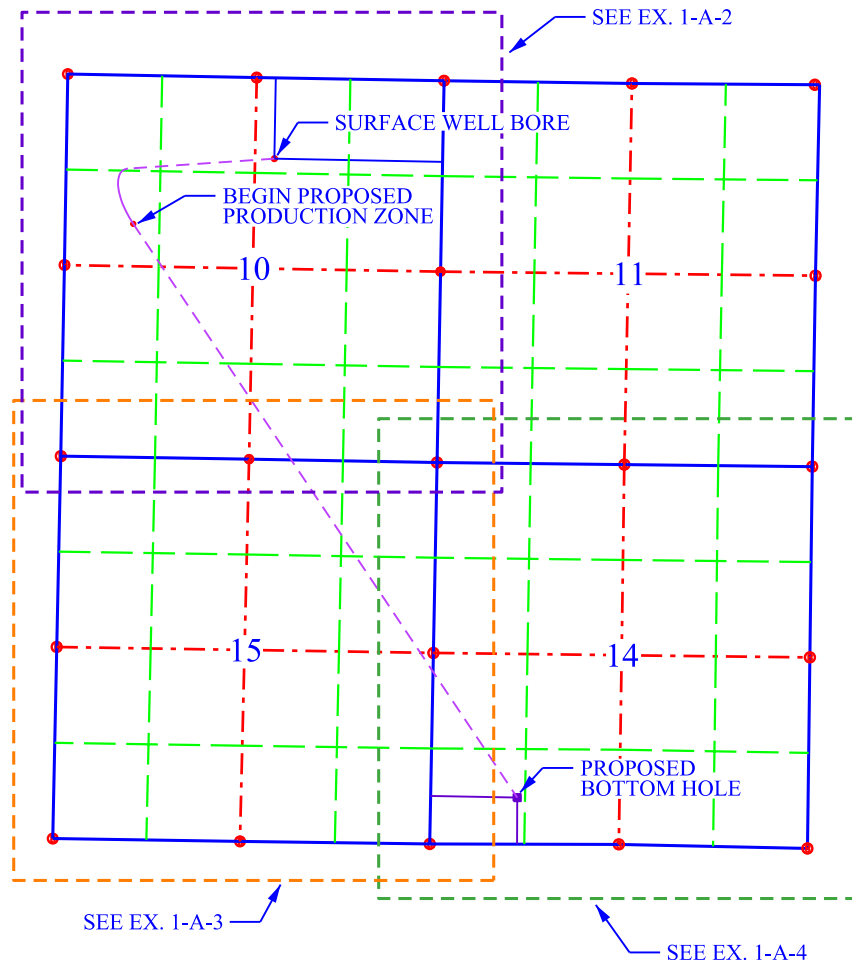 SEE EX. 1-A-2
SURFACE WELL BORE
BEGIN PROPOSED
PRODUCTION ZONE
10
11
15
14
PROPOSED
BOTTOM HOLE
SEE EX. 1-A-3
SEE EX. 1-A-4